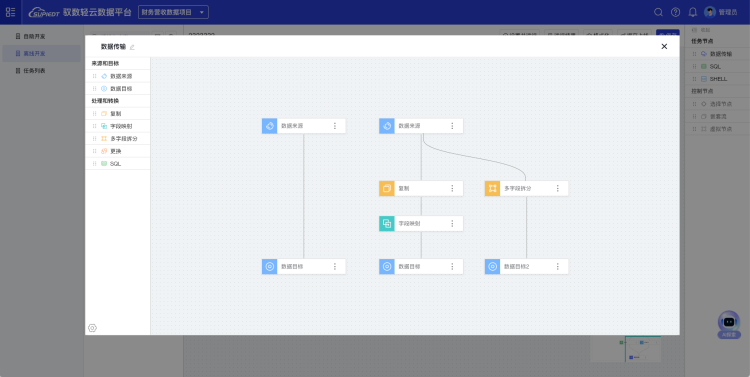 SUPIEDT 驭数轻云数据平台 财务营收数据项目 管理员
自助开发
离线开发
任务列表
任务节点
数据传输
SQL
SHELL
控制节点
选择节点
嵌套流
虚拟节点
数据传输
来源和目标
数据来源
数据目标
处理和转换
复制
字段映射
多字段拆分
更换
SQL
数据来源 数据来源
复制 多字段拆分
字段映射
数据目标 数据目标 数据目标2